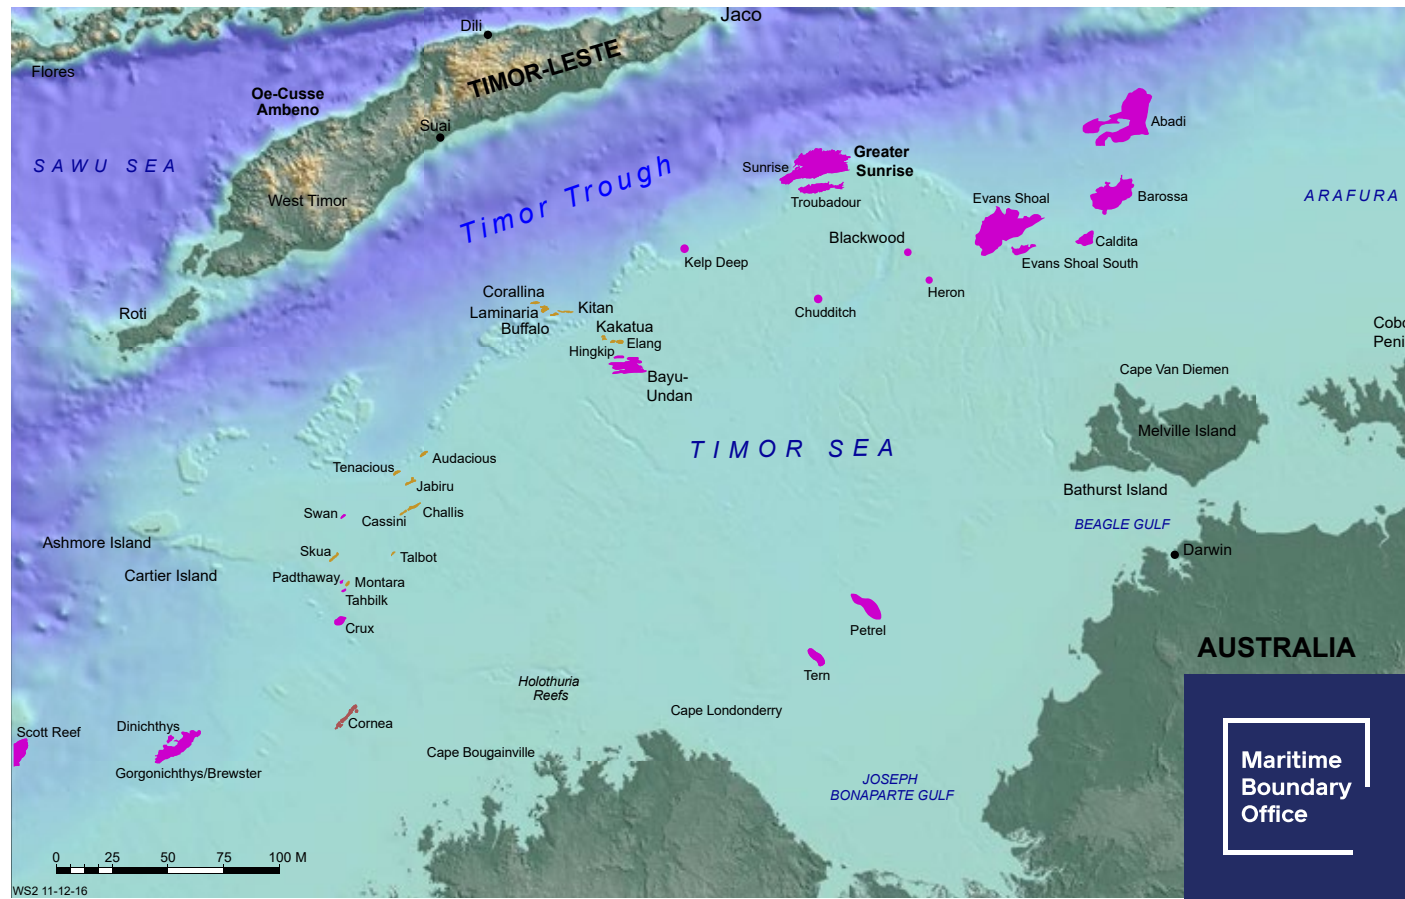 Jaco
Dili
Flores
TIMOR-LESTE
Oe-Cusse
Ambeno
Suai
Abadi
SAWU SEA
Timor Trough
Sunrise
Greater
Sunrise
West Timor
Troubadour
Evans Shoal
Barossa
ARAFURA
Blackwood
Caldita
Kelp Deep
Evans Shoal South
Corallina
Heron
Roti
Laminaria
Kitan
Chudditch
Buffalo
Kakatua
Elang
Hingkip
Cobo
Peni
Bayu-
Undan
Cape Van Diemen
Melville Island
TIMOR SEA
Audacious
Tenacious
Jabiru
Bathurst Island
Swan
Cassini
Challis
BEAGLE GULF
Ashmore Island
Skua
Talbot
Darwin
Cartier Island
Padthaway
Montara
Tahbilk
Crux
Petrel
AUSTRALIA
Tern
Holothuria
Reefs
Cape Londonderry
Scott Reef
Dinichthys
Cornea
Cape Bougainville
Gorgonichthys/Brewster
JOSEPH
BONAPARTE GULF
Maritime
Boundary
Office
0 25 50 75 100 M
WS2 11-12-16